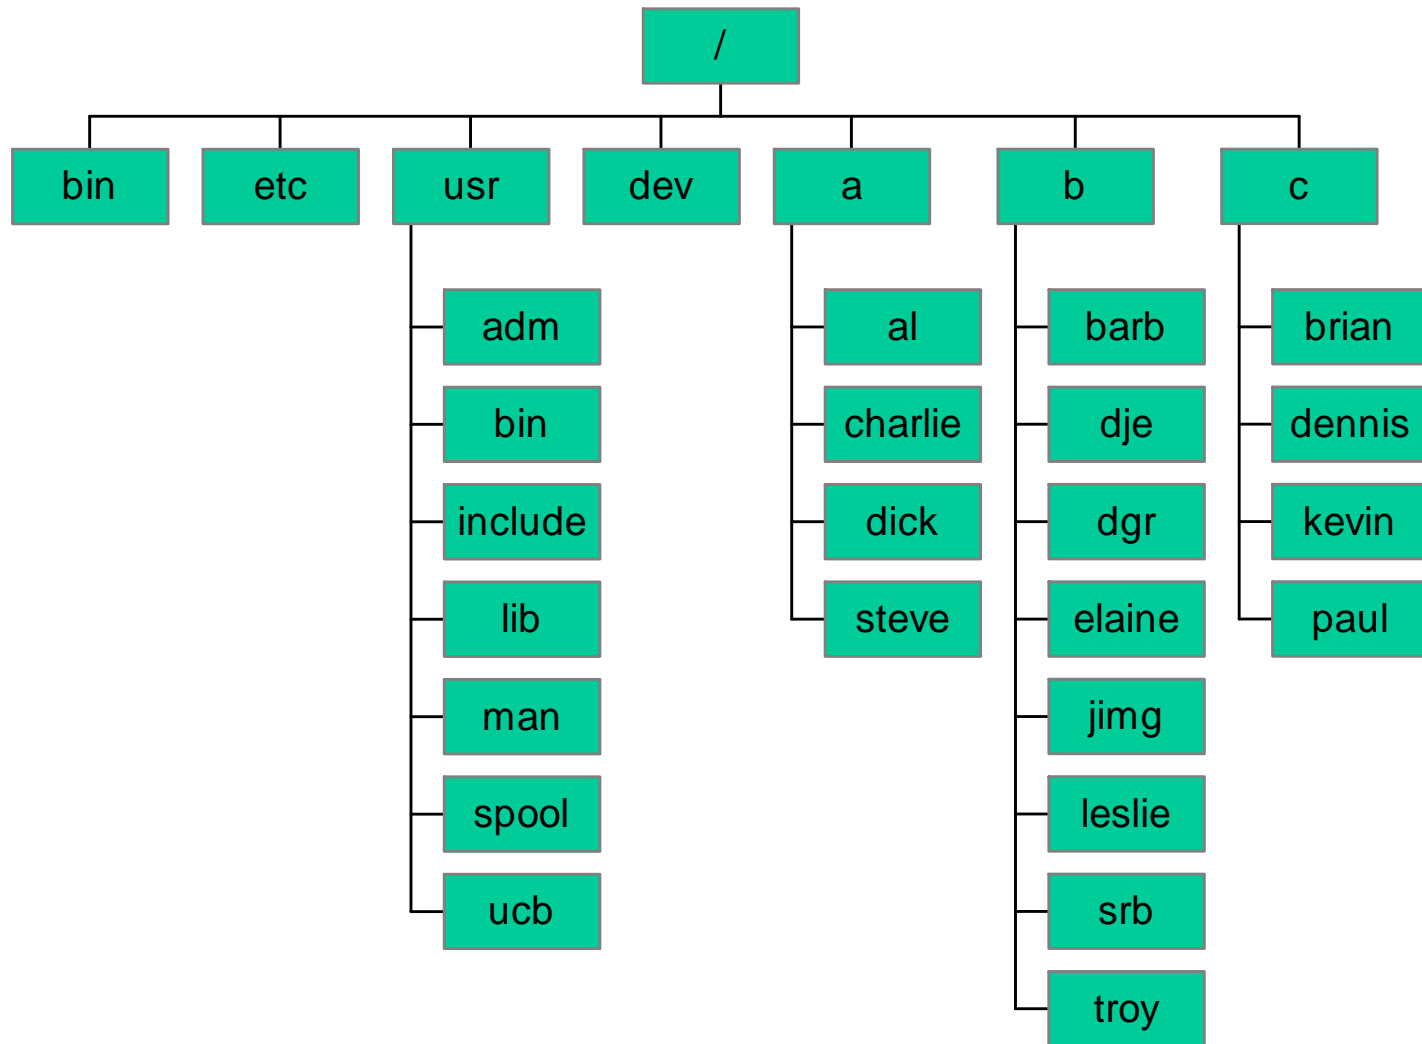 /
bin
etc
usr
dev
a
b
c
adm
bin
include
lib
man
spool
ucb
al
charlie
dick
steve
barb
dje
dgr
elaine
jimg
leslie
srb
troy
brian
dennis
kevin
paul